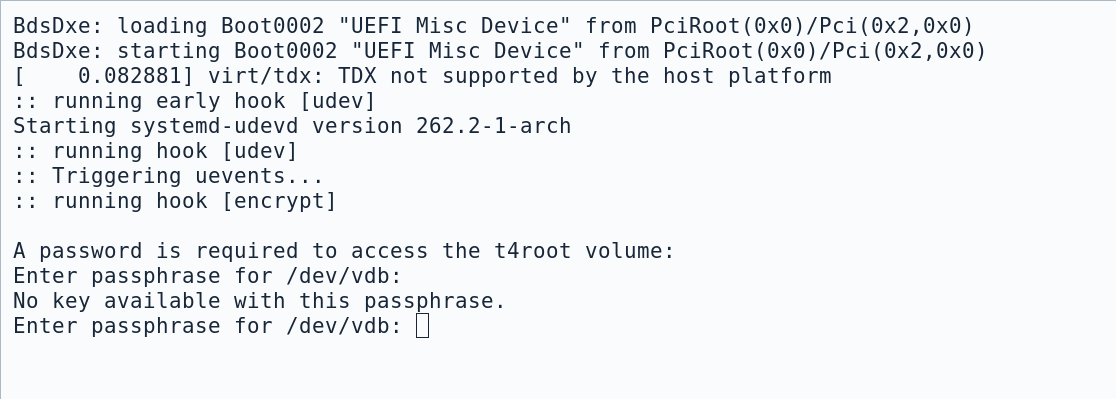 BdsDxe: loading Boot0002 "UEFI Misc Device" from PciRoot(0x0)/Pci(0x2,0x0)
BdsDxe: starting Boot0002 "UEFI Misc Device" from PciRoot(0x0)/Pci(0x2,0x0)
[    0.082881] virt/tdx: TDX not supported by the host platform
:: running early hook [udev]
Starting systemd-udevd version 262.2-1-arch
:: running hook [udev]
:: Triggering uevents...
:: running hook [encrypt]

A password is required to access the t4root volume:
Enter passphrase for /dev/vdb:
No key available with this passphrase.
Enter passphrase for /dev/vdb: